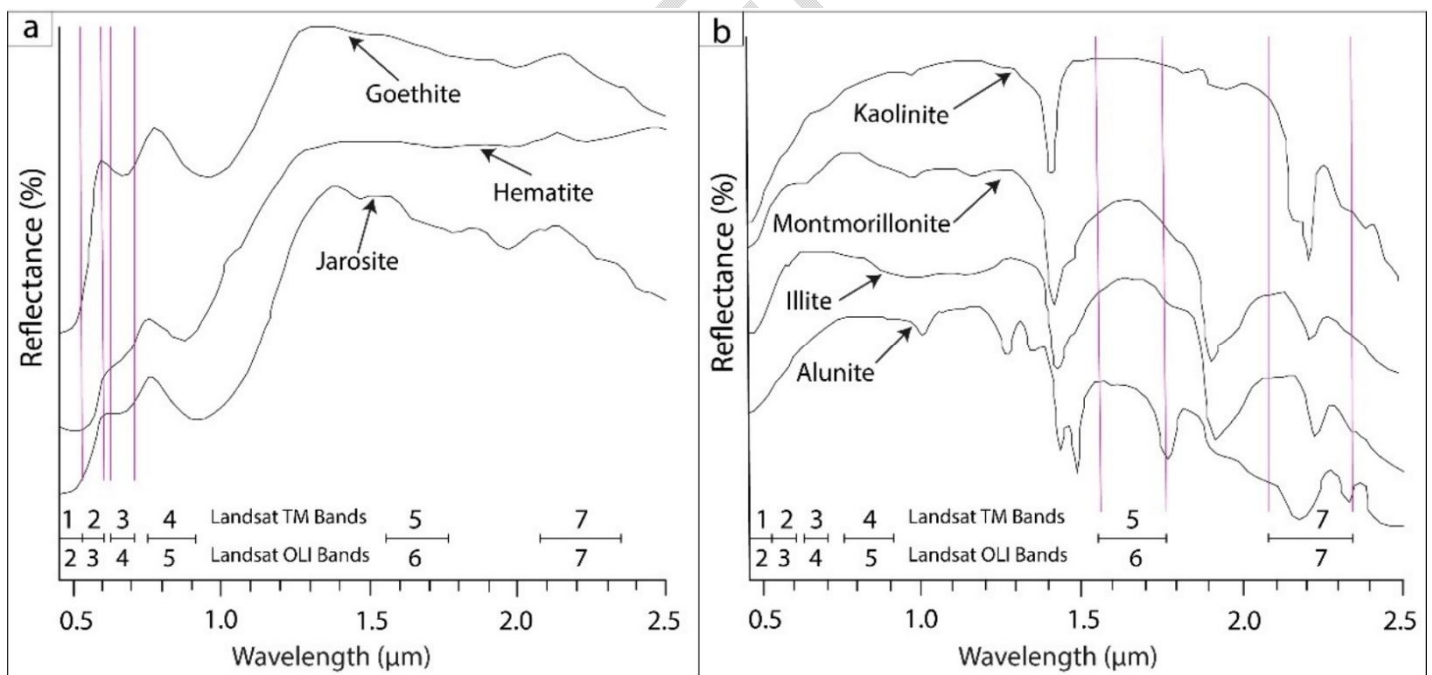 a
Goethite
Hematite
Jarosite
Reflectance (%)
1 2 3 4 Landsat TM Bands 5 7
2 3 4 5 Landsat OLI Bands 6 7
0.5 1.0 1.5 2.0 2.5
Wavelength (µm)
b
Kaolinite
Montmorillonite
Illite
Alunite
Reflectance (%)
1 2 3 4 Landsat TM Bands 5 7
2 3 4 5 Landsat OLI Bands 6 7
0.5 1.0 1.5 2.0 2.5
Wavelength (µm)